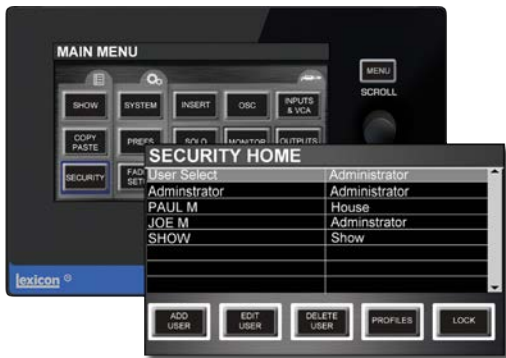 MAIN MENU
MENU
SCROLL
SHOW
SYSTEM
INSERT
OSC
INPUTS & VCA
COPY PASTE
PREFS
SOLO
MONITOR
OUTPUTS
SECURITY
lexicon
SECURITY HOME
User Select Administrator
Adminstrator Administrator
PAUL M House
JOE M Adminstrator
SHOW Show
ADD USER
EDIT USER
DELETE USER
PROFILES
LOCK